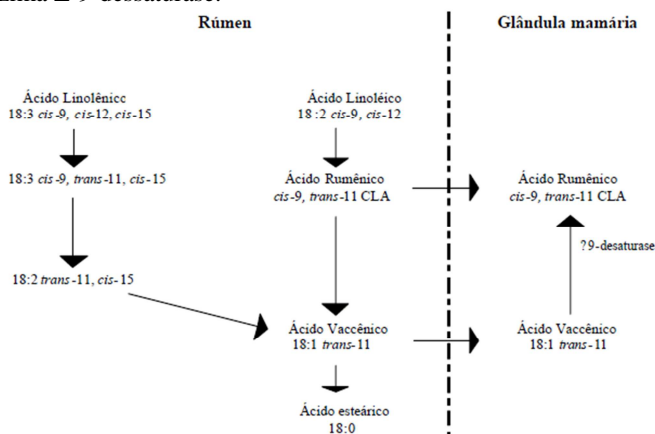 Rúmen
Glândula mamária
Ácido Linolênicc
18:3 cis-9, cis-12, cis-15
Ácido Linoléico
18:2 cis-9, cis-12
18:3 cis-9, trans-11, cis-15
Ácido Rumênico
cis-9, trans-11 CLA
Ácido Rumênico
cis-9, trans-11 CLA
?9-desaturase
18:2 trans-11, cis-15
Ácido Vaccênico
18:1 trans-11
Ácido Vaccênico
18:1 trans-11
Ácido esteárico
18:0